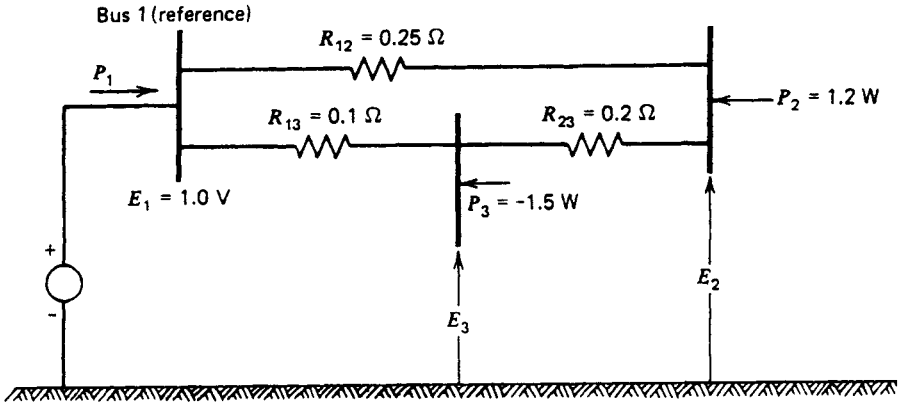 Bus 1 (reference)
R₁₂ = 0.25 Ω
P₁
R₁₃ = 0.1 Ω
R₂₃ = 0.2 Ω
P₂ = 1.2 W
E₁ = 1.0 V
P₃ = -1.5 W
+
-
E₂
E₃